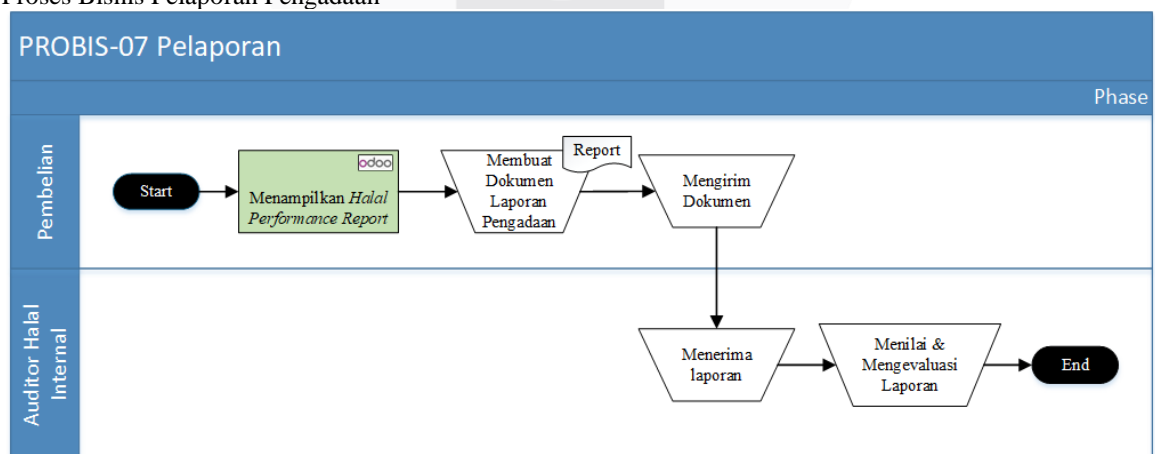 Proses Bisnis Pelaporan Pengadaan
PROBIS-07 Pelaporan
Phase
Pembelian
Start
odoo
Menampilkan Halal
Performance Report
Membuat
Dokumen
Laporan
Pengadaan
Report
Mengirim
Dokumen
Auditor Halal
Internal
Menerima
laporan
Menilai &
Mengevaluasi
Laporan
End